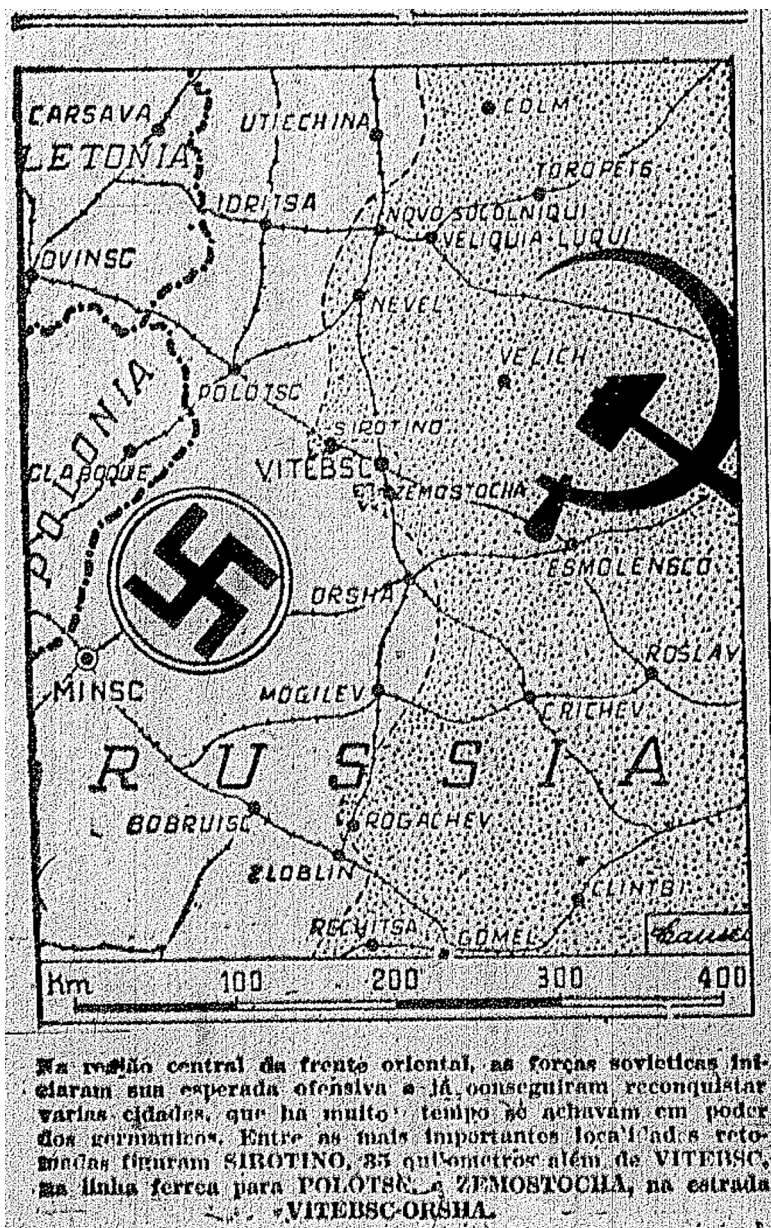 CARSAVA
UTIECHINA
COLM
LETONIA
TOROPETS
IDRITSA
NOVO SOCOLNIQUI
VELIQUIA-LUQUI
DVINSC
NEVEL
VELICH
POLOTSC
POLONIA
SIROTINO
VITEBSC
CLABOQUE
ZEMOSTOCHA
ESMOLENSCO
ORSHA
ROSLAV
MINSC
MOGILEV
CRICHEV
RUSSIA
BOBRUISC
ROGACHEV
ZLOBLIN
CLINTBI
RECHITSA
GOMEL
Km 100 200 300 400
Na região central da frente oriental, as forças sovieticas ini-
ciaram sua esperada ofensiva e já conseguiram reconquistar
varias cidades, que ha muito tempo se achavam em poder
dos germanicos. Entre as mais importantes localidad s reto-
madas figuram SIROTINO, 35 quilometros além de VITEBSC,
na linha ferrea para POLOTSC, e ZEMOSTOCHA, na estrada
VITEBSC-ORSHA.